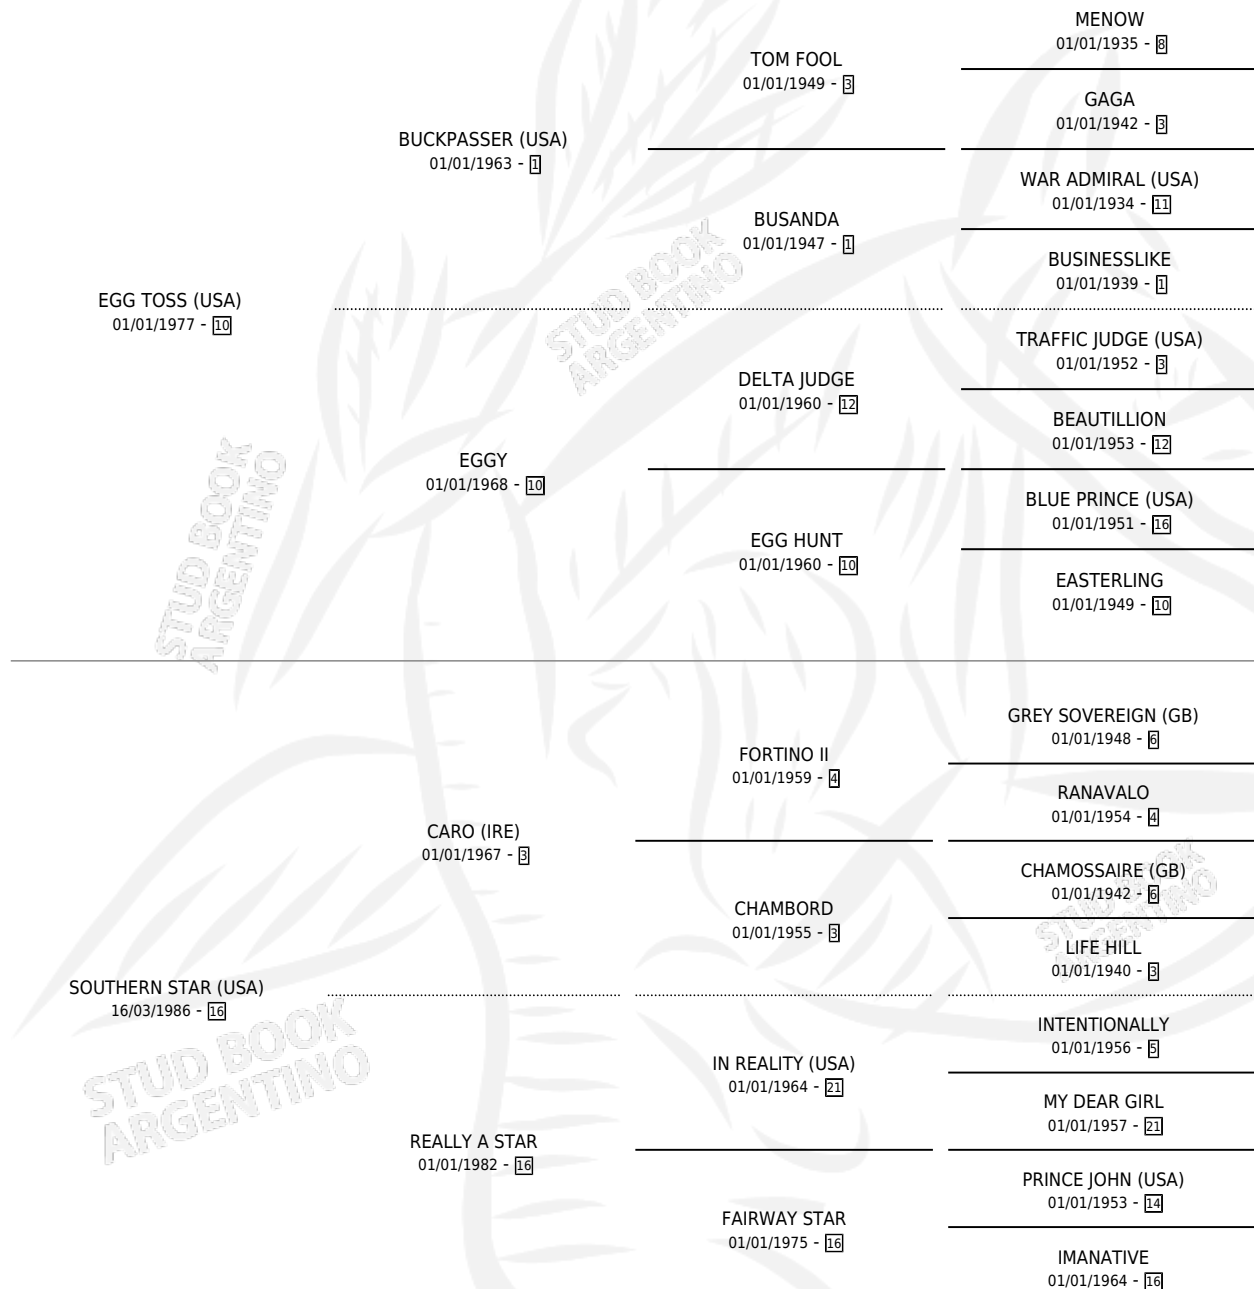 MENOW
01/01/1935 - 8
TOM FOOL
01/01/1949 - 3
GAGA
01/01/1942 - 3
BUCKPASSER (USA)
01/01/1963 - 1
WAR ADMIRAL (USA)
01/01/1934 - 11
BUSANDA
01/01/1947 - 1
BUSINESSLIKE
01/01/1939 - 1
EGG TOSS (USA)
01/01/1977 - 10
TRAFFIC JUDGE (USA)
01/01/1952 - 3
DELTA JUDGE
01/01/1960 - 12
BEAUTILLION
01/01/1953 - 12
EGGY
01/01/1968 - 10
BLUE PRINCE (USA)
01/01/1951 - 16
EGG HUNT
01/01/1960 - 10
EASTERLING
01/01/1949 - 10
GREY SOVEREIGN (GB)
01/01/1948 - 6
FORTINO II
01/01/1959 - 4
RANAVALO
01/01/1954 - 4
CARO (IRE)
01/01/1967 - 3
CHAMOSSAIRE (GB)
01/01/1942 - 6
CHAMBORD
01/01/1955 - 3
LIFE HILL
01/01/1940 - 3
SOUTHERN STAR (USA)
16/03/1986 - 16
INTENTIONALLY
01/01/1956 - 5
IN REALITY (USA)
01/01/1964 - 21
MY DEAR GIRL
01/01/1957 - 21
REALLY A STAR
01/01/1982 - 16
PRINCE JOHN (USA)
01/01/1953 - 14
FAIRWAY STAR
01/01/1975 - 16
IMANATIVE
01/01/1964 - 16
STUD BOOK
ARGENTINO
STUD BOOK
ARGENTINO
STUD BOOK
ARGENTINO
STUD BOOK
ARGENTINO